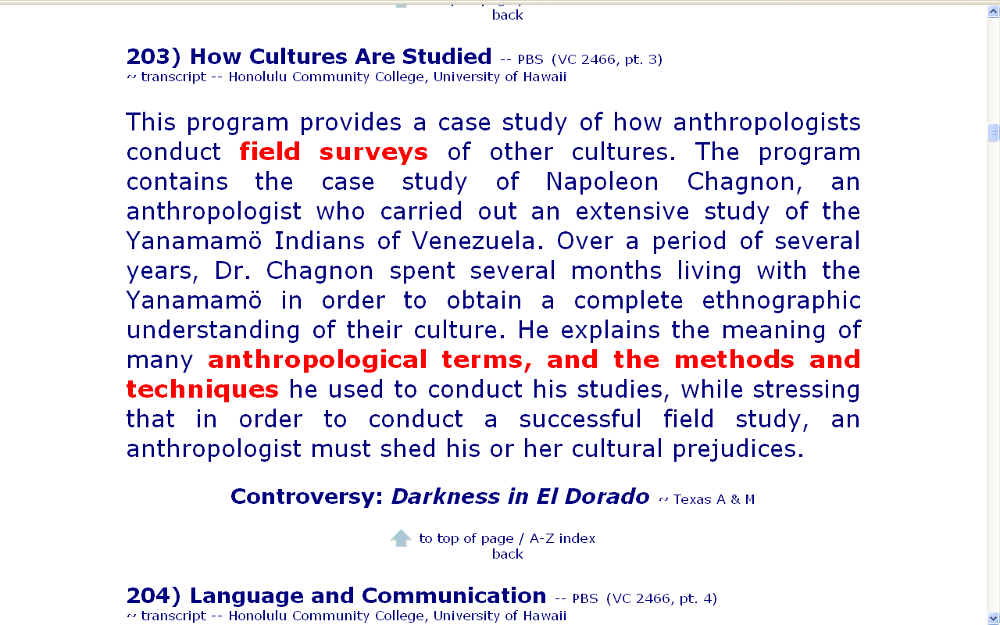 back
203) How Cultures Are Studied -- PBS (VC 2466, pt. 3)
~ transcript -- Honolulu Community College, University of Hawaii
This program provides a case study of how anthropologists
conduct field surveys of other cultures. The program
contains the case study of Napoleon Chagnon, an
anthropologist who carried out an extensive study of the
Yanamamö Indians of Venezuela. Over a period of several
years, Dr. Chagnon spent several months living with the
Yanamamö in order to obtain a complete ethnographic
understanding of their culture. He explains the meaning of
many anthropological terms, and the methods and
techniques he used to conduct his studies, while stressing
that in order to conduct a successful field study, an
anthropologist must shed his or her cultural prejudices.
Controversy: Darkness in El Dorado ~ Texas A & M
to top of page / A-Z index
back
204) Language and Communication -- PBS (VC 2466, pt. 4)
~ transcript -- Honolulu Community College, University of Hawaii